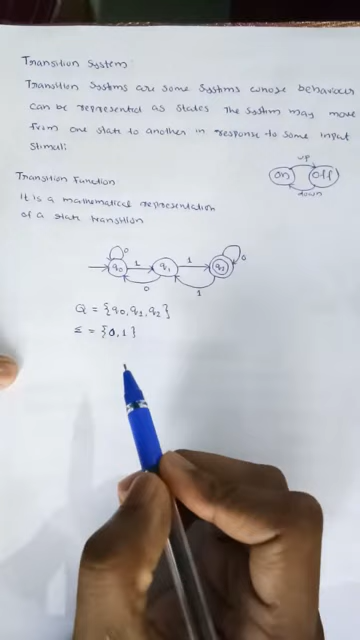 Transition System
Transition Systems are some Systems whose behaviour
can be represented as states The System may move
from one state to another in response to some input
Stimuli
up
on off
down
Transition Function
It is a mathematical representation
of a state transition
0 1 1 0
q0 q1 q2
0 1
Q = {q0, q1, q2}
Σ = {0, 1}